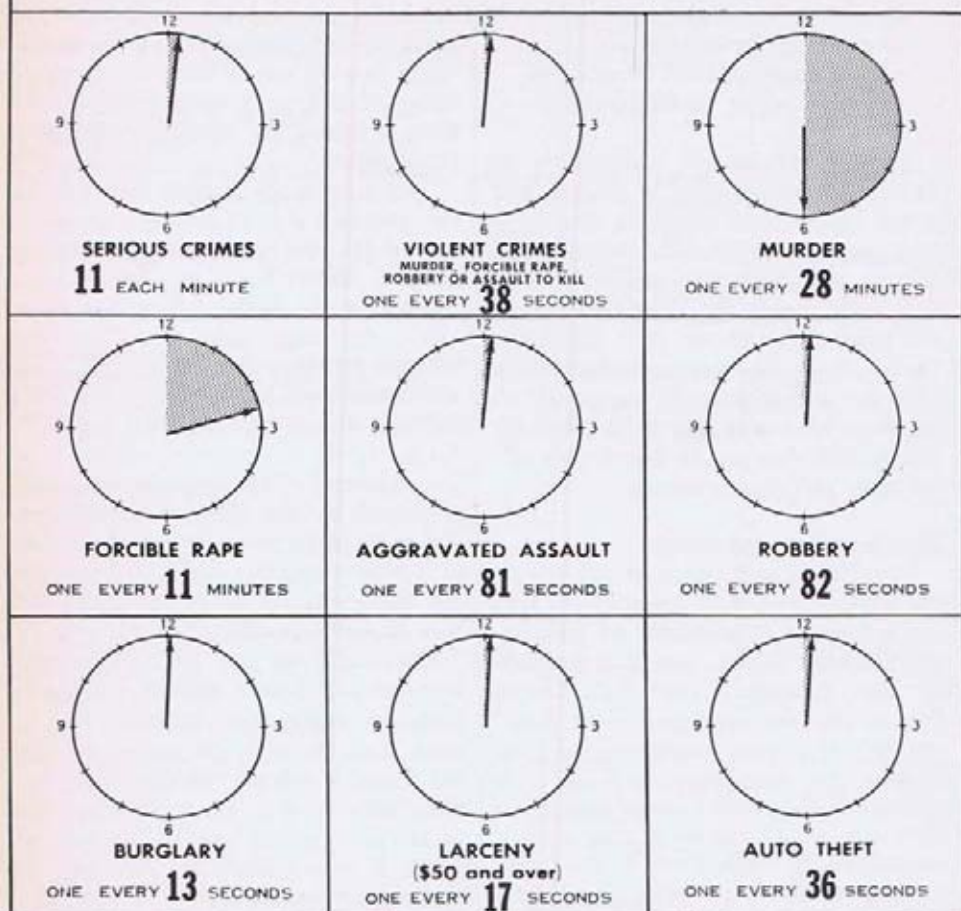 12
9
3
6
SERIOUS CRIMES
11 EACH MINUTE
12
9
3
6
VIOLENT CRIMES
MURDER, FORCIBLE RAPE,
ROBBERY OR ASSAULT TO KILL
ONE EVERY 38 SECONDS
12
9
3
6
MURDER
ONE EVERY 28 MINUTES
12
9
3
6
FORCIBLE RAPE
ONE EVERY 11 MINUTES
12
9
3
6
AGGRAVATED ASSAULT
ONE EVERY 81 SECONDS
12
9
3
6
ROBBERY
ONE EVERY 82 SECONDS
12
9
3
6
BURGLARY
ONE EVERY 13 SECONDS
12
9
3
6
LARCENY
($50 and over)
ONE EVERY 17 SECONDS
12
9
3
6
AUTO THEFT
ONE EVERY 36 SECONDS